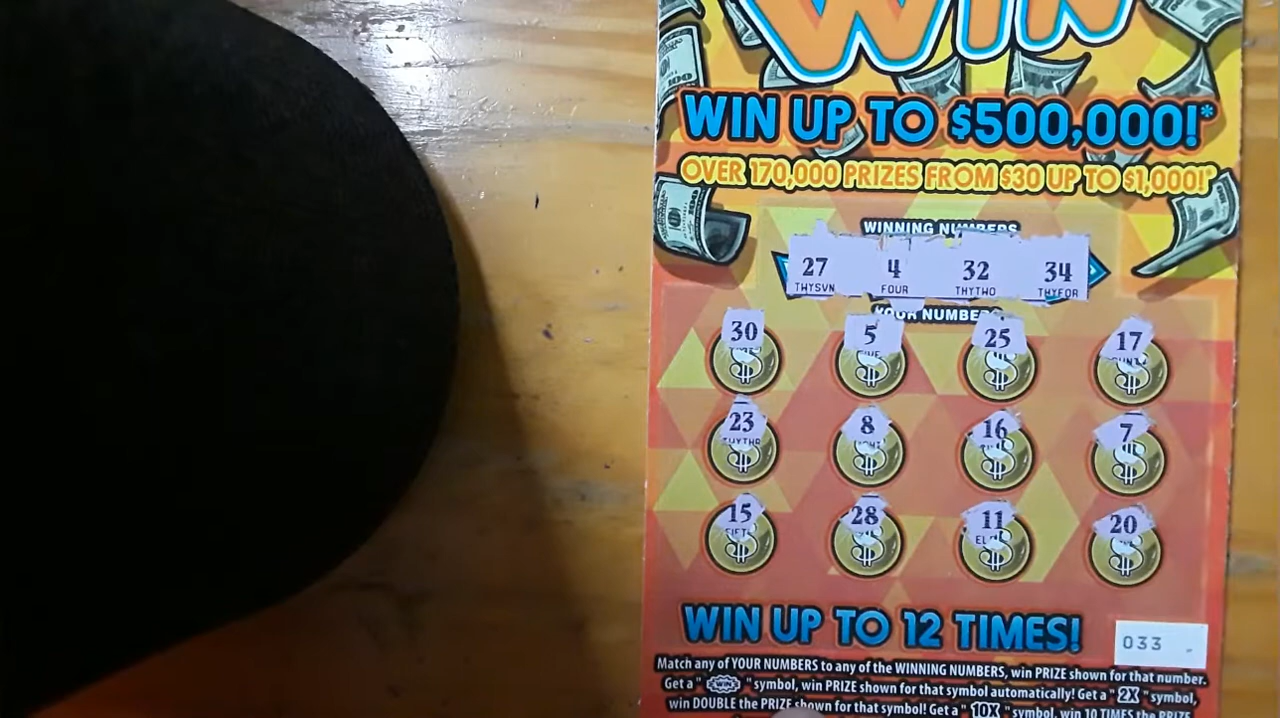 WIN
WIN UP TO $500,000!*
OVER 170,000 PRIZES FROM $30 UP TO $1,000!*
WINNING NUMBERS
27 4 32 34
THYSVN FOUR THYTWO THYFOR
YOUR NUMBERS
30 5 25 17
23 8 16 7
15 28 11 20
WIN UP TO 12 TIMES!
033
Match any of YOUR NUMBERS to any of the WINNING NUMBERS, win PRIZE shown for that number.
Get a " WIN " symbol, win PRIZE shown for that symbol automatically! Get a " 2X " symbol,
win DOUBLE the PRIZE shown for that symbol! Get a " 10X " symbol, win 10 TIMES the PRIZE